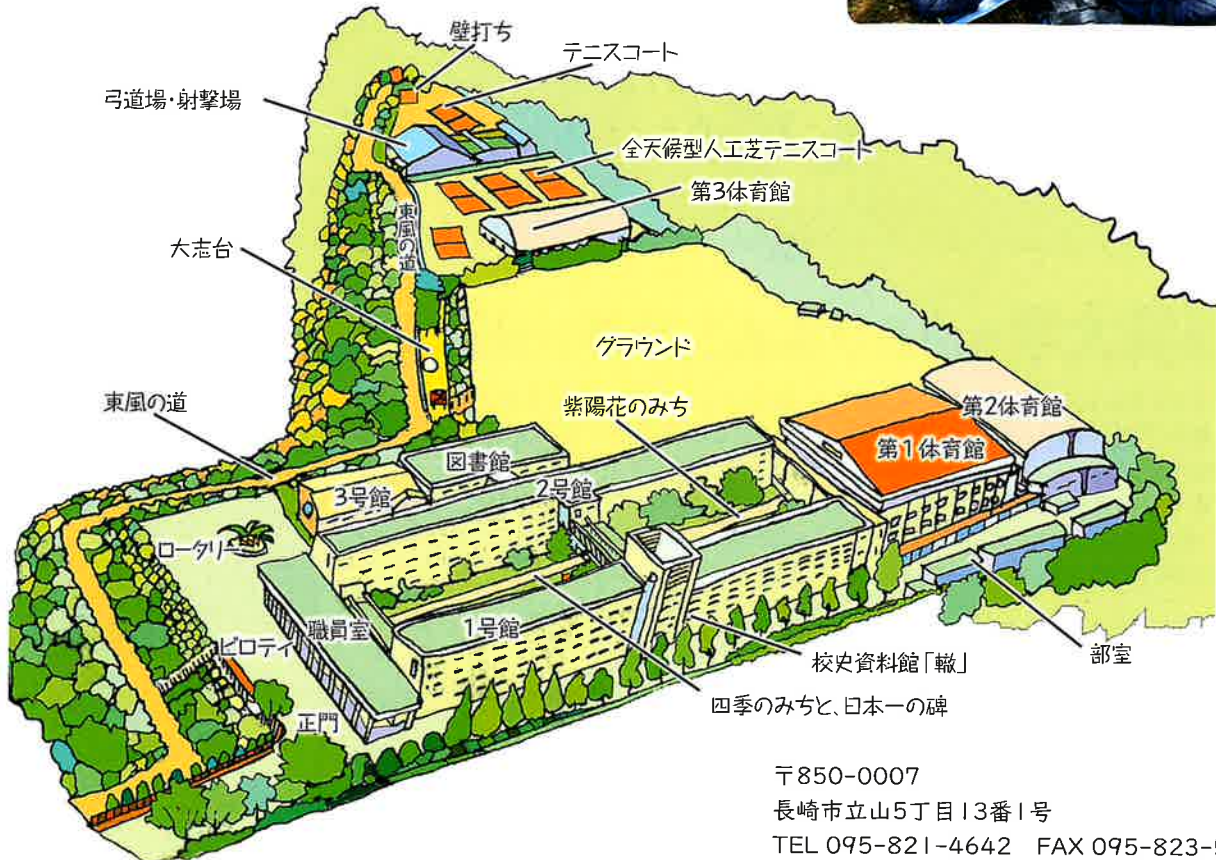 壁打ち
テニスコート
弓道場・射撃場
全天候型人工芝テニスコート
第3体育館
東風の道
大志台
グラウンド
東風の道
紫陽花のみち
第2体育館
第1体育館
図書館
3号館
2号館
ロータリー
職員室
1号館
ピロティ
正門
校史資料館「轍」
部室
四季のみちと、日本一の碑
〒850-0007
長崎市立山5丁目13番1号
TEL 095-821-4642 FAX 095-823-